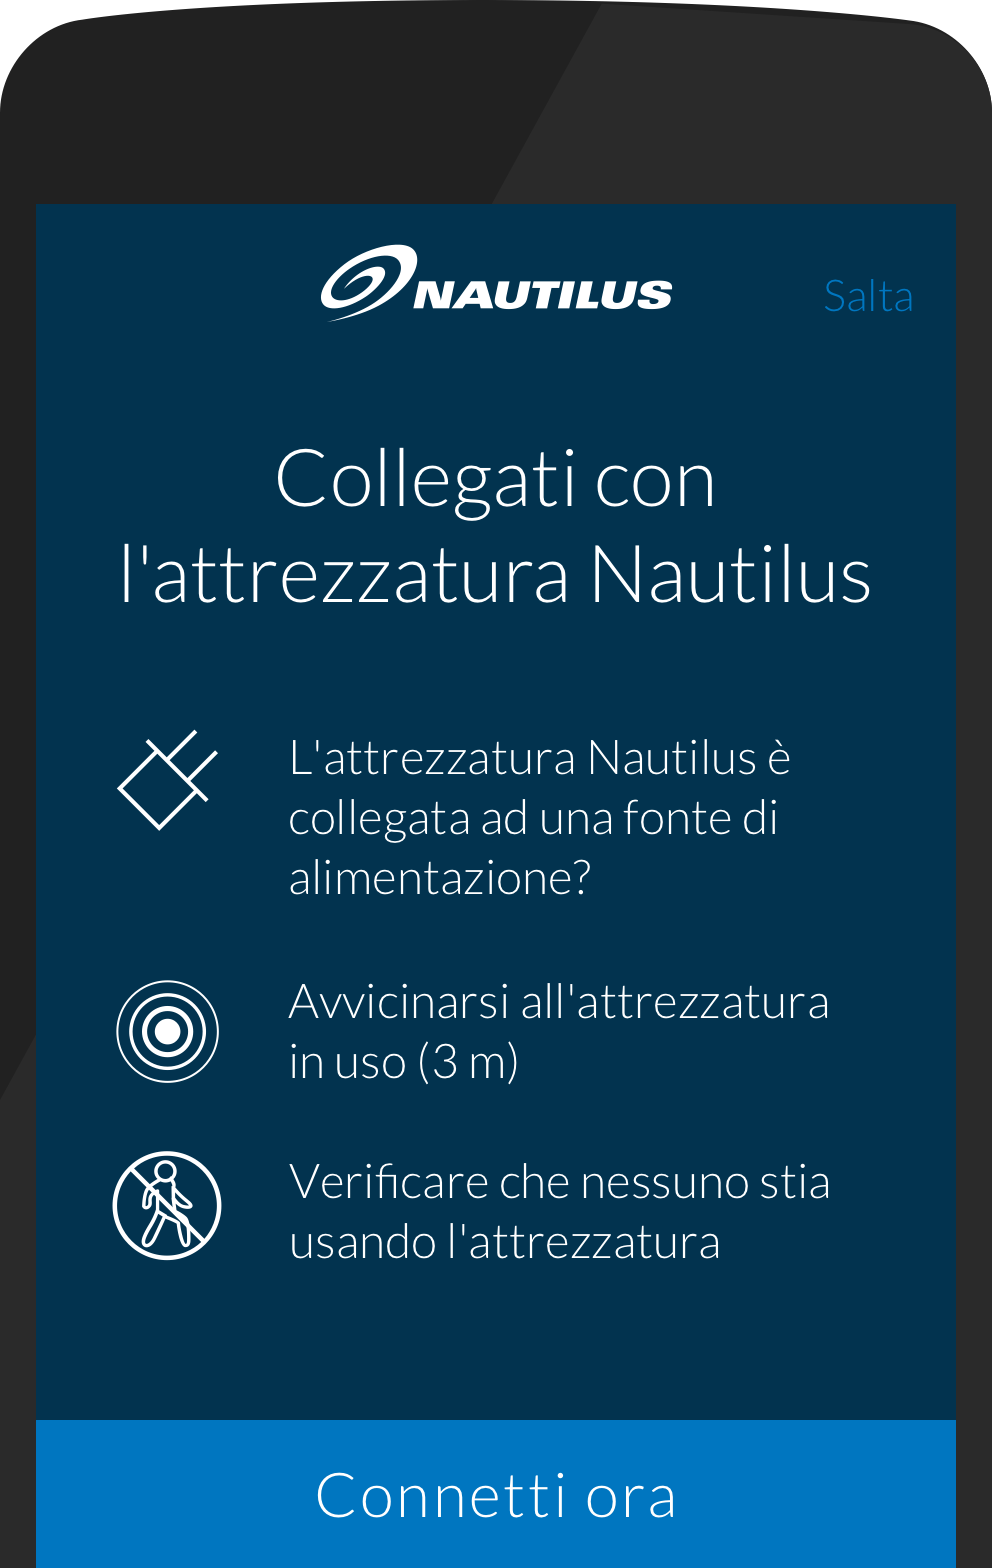 NAUTILUS
Salta
Collegati con
l'attrezzatura Nautilus
L'attrezzatura Nautilus è
collegata ad una fonte di
alimentazione?
Avvicinarsi all'attrezzatura
in uso (3 m)
Verificare che nessuno stia
usando l'attrezzatura
Connetti ora